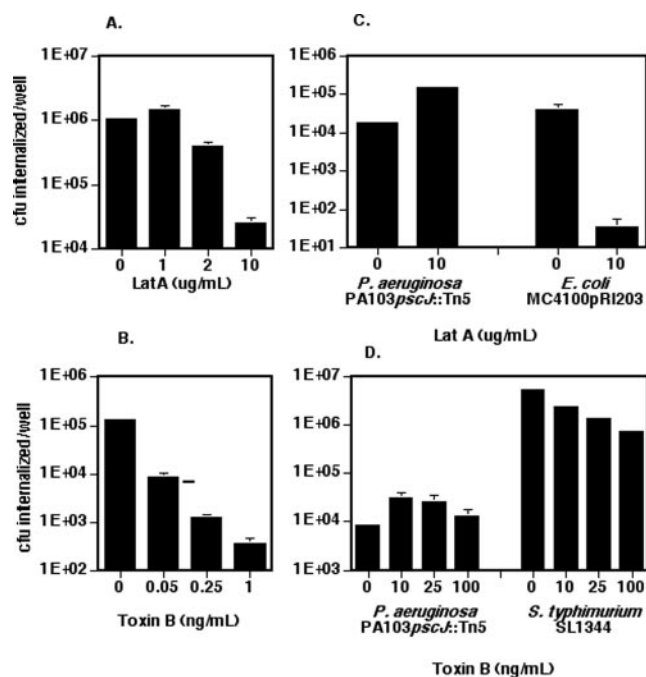 A.
1E+07
1E+06
1E+05
1E+04
cfu internalized/well
0 1 2 10
LatA (ug/mL)
B.
1E+06
1E+05
1E+04
1E+03
1E+02
cfu internalized/well
0 0.05 0.25 1
Toxin B (ng/mL)
C.
1E+06
1E+05
1E+04
1E+03
1E+02
1E+01
0 10 0 10
P. aeruginosa E. coli
PA103pscJ::Tn5 MC4100pRI203
Lat A (ug/mL)
D.
1E+07
1E+06
1E+05
1E+04
1E+03
0 10 25 100 0 10 25 100
P. aeruginosa S. typhimurium
PA103pscJ::Tn5 SL1344
Toxin B (ng/mL)